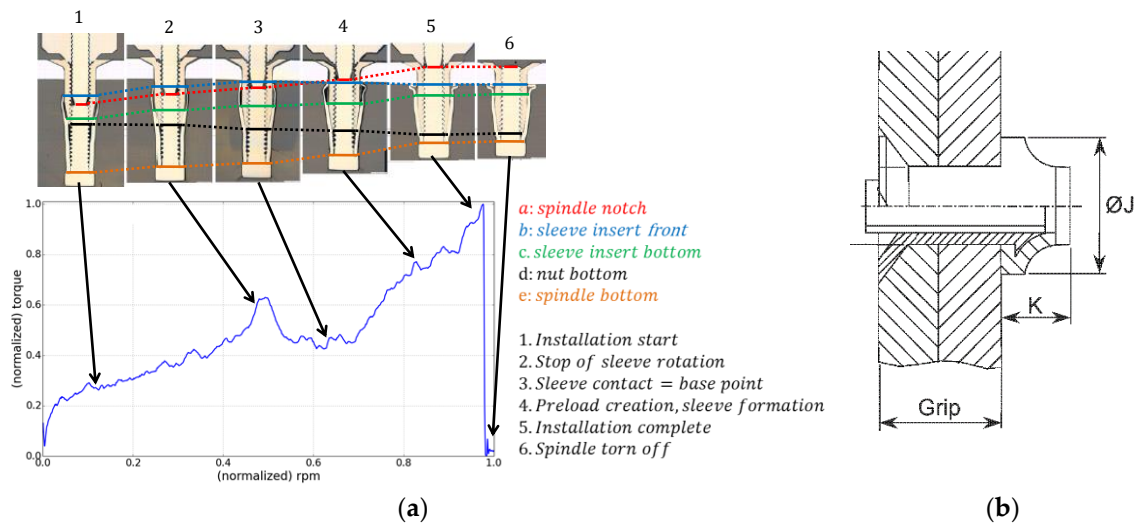 1
2
3
4
5
6
1.0
0.8
0.6
0.4
0.2
0.0
(normalized) torque
0.0
0.2
0.4
0.6
0.8
1.0
(normalized) rpm
a: spindle notch
b: sleeve insert front
c. sleeve insert bottom
d: nut bottom
e: spindle bottom
1. Installation start
2. Stop of sleeve rotation
3. Sleeve contact = base point
4. Preload creation, sleeve formation
5. Installation complete
6. Spindle torn off
(a)
ØJ
K
Grip
(b)